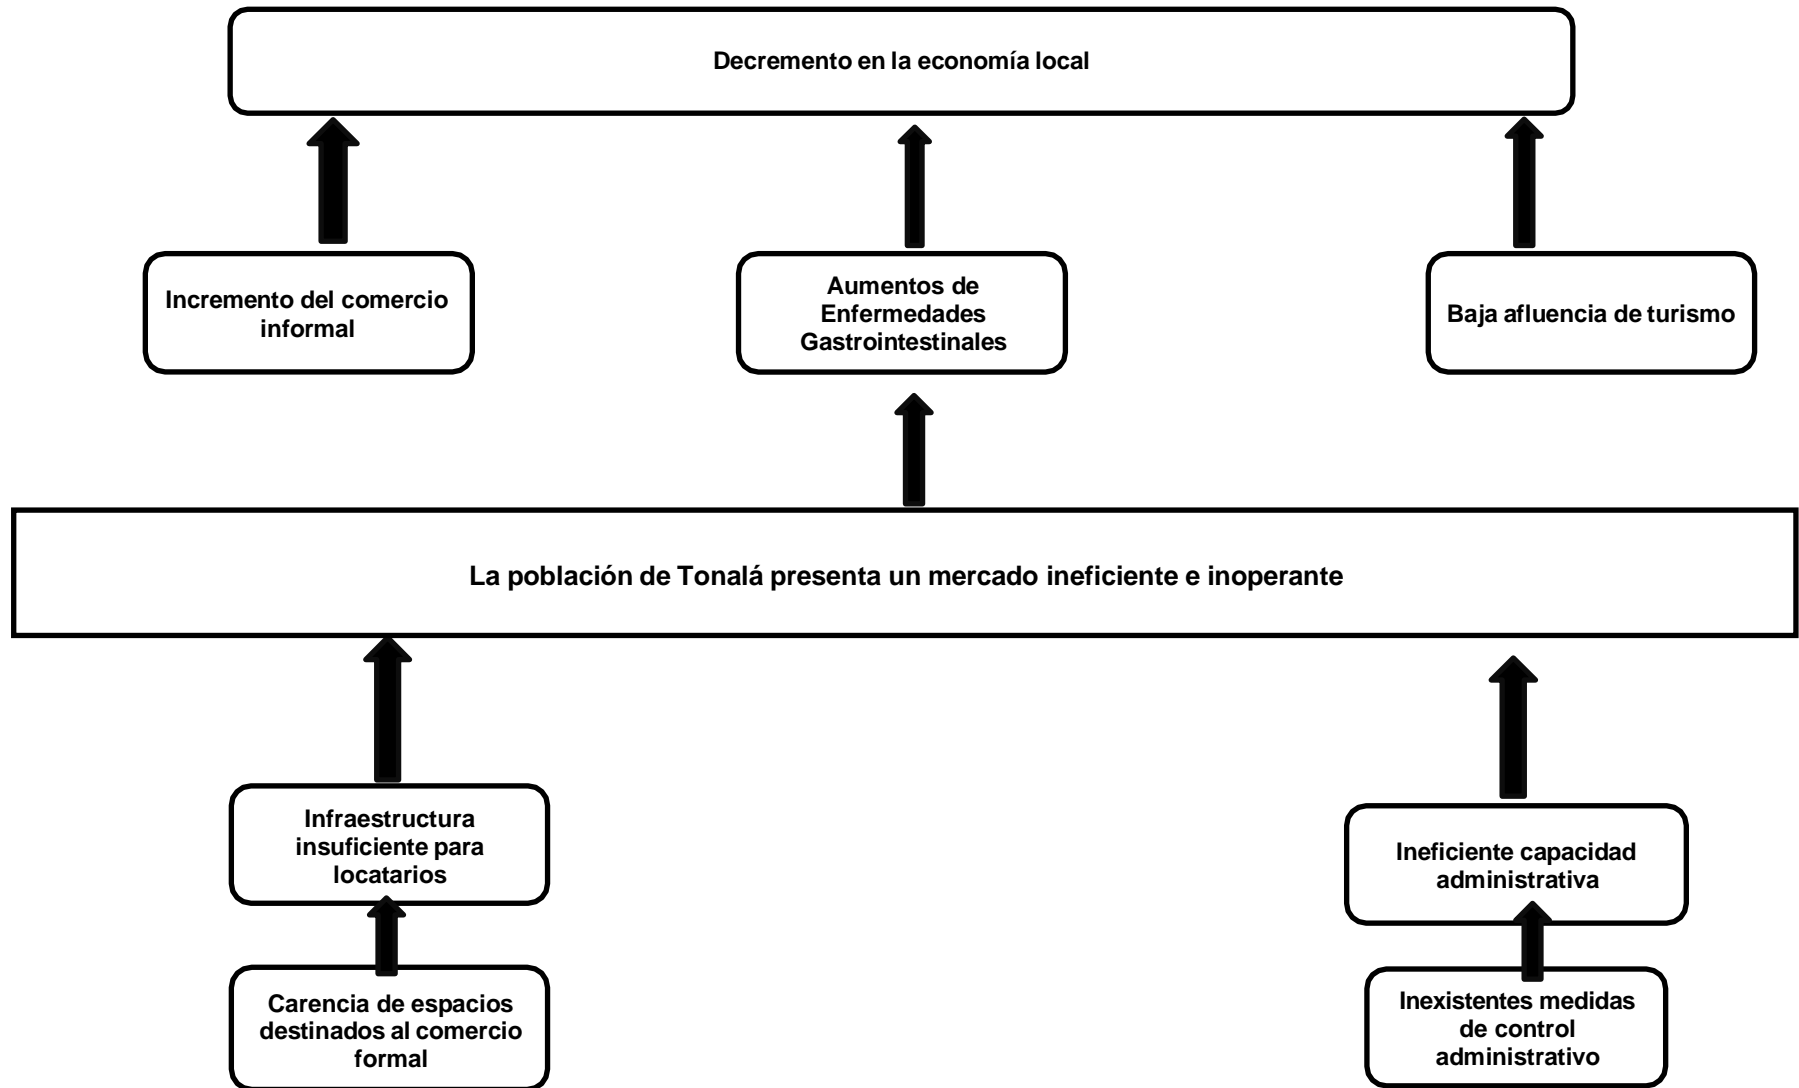 Decremento en la economía local
Incremento del comercio
informal
Aumentos de
Enfermedades
Gastrointestinales
Baja afluencia de turismo
La población de Tonalá presenta un mercado ineficiente e inoperante
Infraestructura
insuficiente para
locatarios
Ineficiente capacidad
administrativa
Carencia de espacios
destinados al comercio
formal
Inexistentes medidas
de control
administrativo